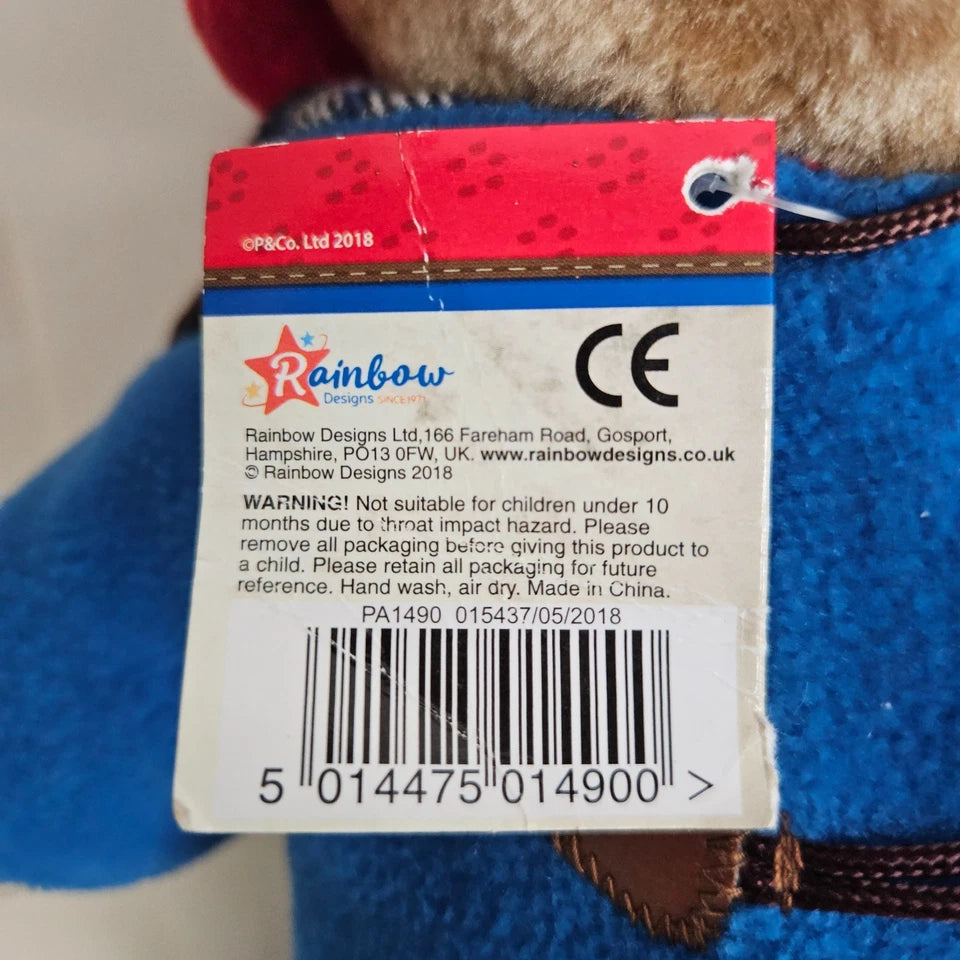 ©P&Co. Ltd 2018
Rainbow
Designs SINCE1971
CE
Rainbow Designs Ltd,166 Fareham Road, Gosport,
Hampshire, PO13 0FW, UK. www.rainbowdesigns.co.uk
© Rainbow Designs 2018
WARNING! Not suitable for children under 10
months due to throat impact hazard. Please
remove all packaging before giving this product to
a child. Please retain all packaging for future
reference. Hand wash, air dry. Made in China.
PA1490 015437/05/2018
5 014475 014900 >